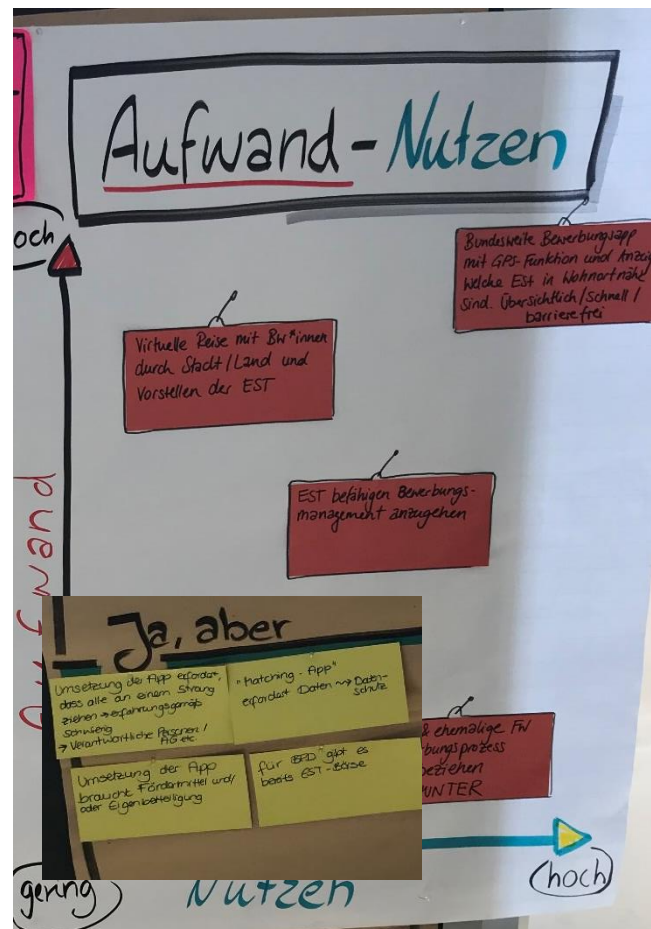 Aufwand - Nutzen
och
Bundesweite Bewerbungsapp
mit GPS-Funktion und Anzei
welche ESt in Wohnortnähe
sind. Übersichtlich/Schnell/
barrierefrei
Virtuelle Reise mit Bw*innen
durch Stadt/Land und
Vorstellen der EST
EST befähigen Bewerbungs-
management anzugehen
Aufwand
Ja, aber
Umsetzung der App erfordert,
dass alle an einem Strang
ziehen → erfahrungsgemäß
schwierig
→ Verantwortliche Personen/
AG etc.
"Matching-App"
erfordert Daten ⇝ Daten-
schutz
Umsetzung der App
braucht Fördermittel und/
oder Eigenbeteiligung
für "BFD" gibt es
bereits EST-Börse
& ehemalige FW
bungsprozess
beziehen
UNTER
gering
Nutzen
hoch